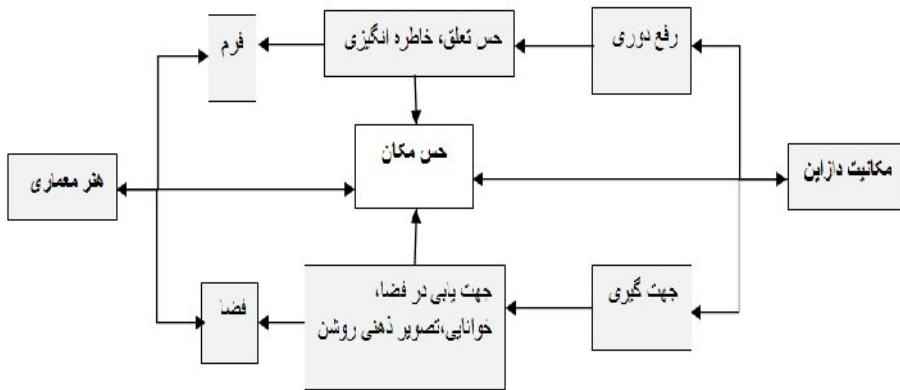 رفع دوری
حس تعلق، خاطره انگیزی
فرم
حس مکان
مکانیت دازاین
هنر معماری
جهت گیری
جهت یابی در فضا،
خوانایی،تصویر ذهنی روشن
فضا